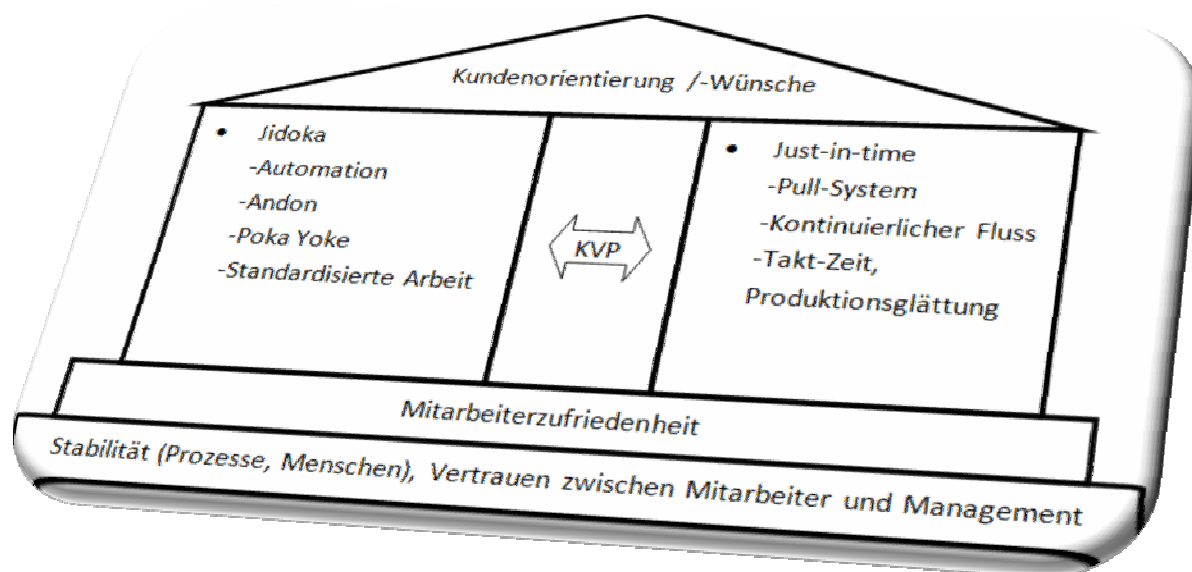 Kundenorientierung /-Wünsche
• Jidoka
-Automation
-Andon
-Poka Yoke
-Standardisierte Arbeit
KVP
• Just-in-time
-Pull-System
-Kontinuierlicher Fluss
-Takt-Zeit,
Produktionsglättung
Mitarbeiterzufriedenheit
Stabilität (Prozesse, Menschen), Vertrauen zwischen Mitarbeiter und Management